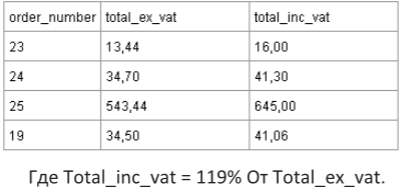 order_number total_ex_vat total_inc_vat
23 13,44 16,00
24 34,70 41,30
25 543,44 645,00
19 34,50 41,06
Где Total_inc_vat = 119% От Total_ex_vat.